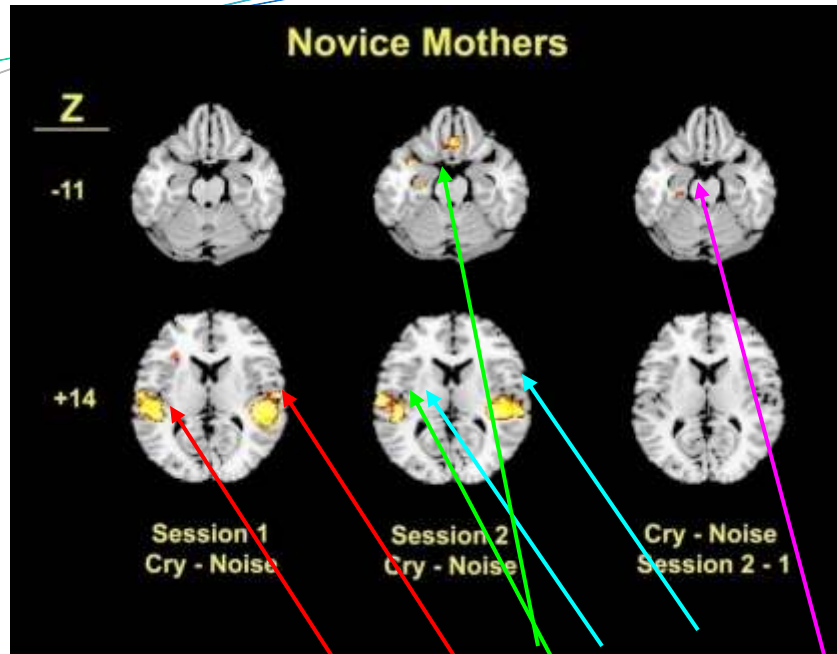 Novice Mothers
Z
-11
+14
Session 1
Cry - Noise
Session 2
Cry - Noise
Cry - Noise
Session 2 - 1